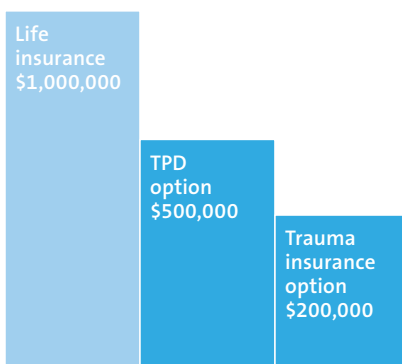 Life
insurance
$1,000,000
TPD
option
$500,000
Trauma
insurance
option
$200,000